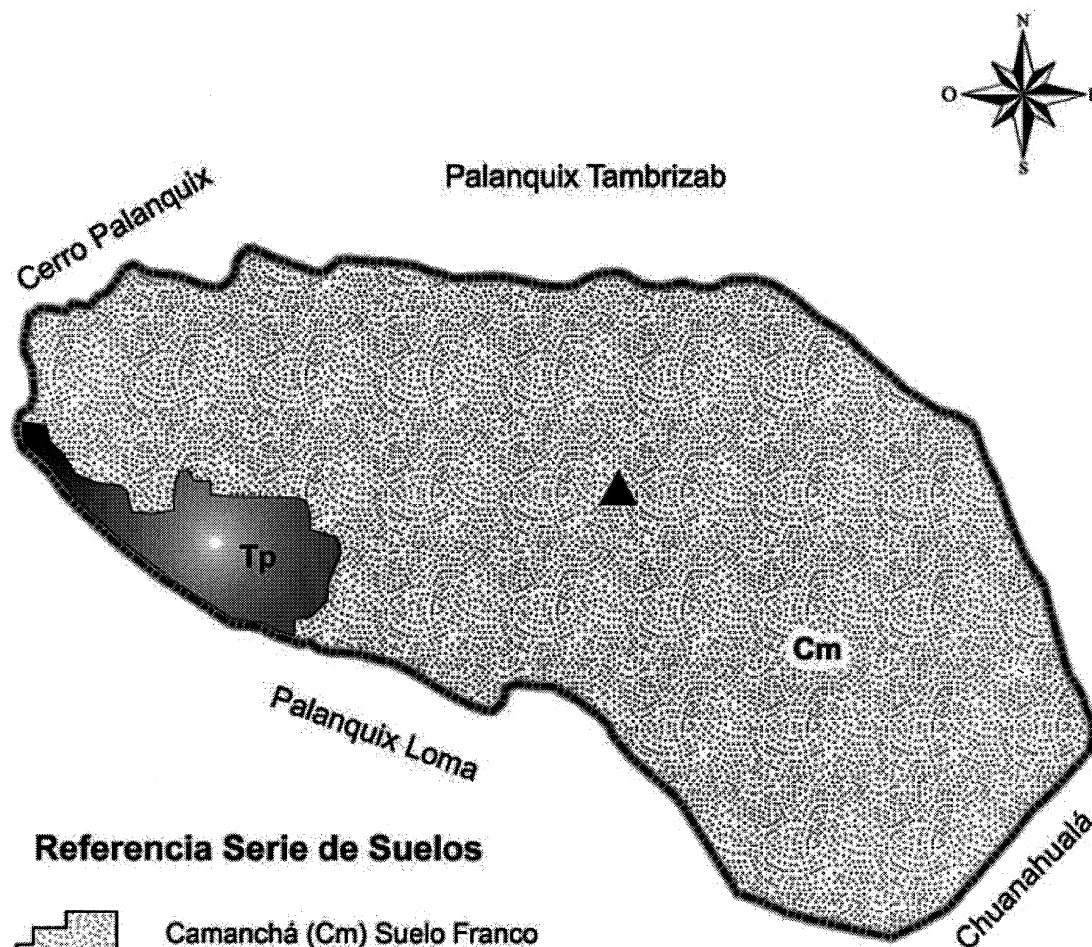 N
O
S
Palanquix Tambrizab
Cerro Palanquix
Tp
Cm
Palanquix Loma
Chuanahualá
Referencia Serie de Suelos
Camanchá (Cm) Suelo Franco